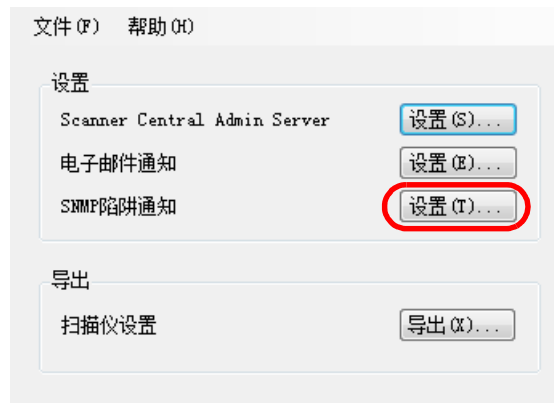 文件(F) 帮助(H)
设置
Scanner Central Admin Server 设置(S)...
电子邮件通知 设置(E)...
SNMP陷阱通知 设置(T)...
导出
扫描仪设置 导出(X)...